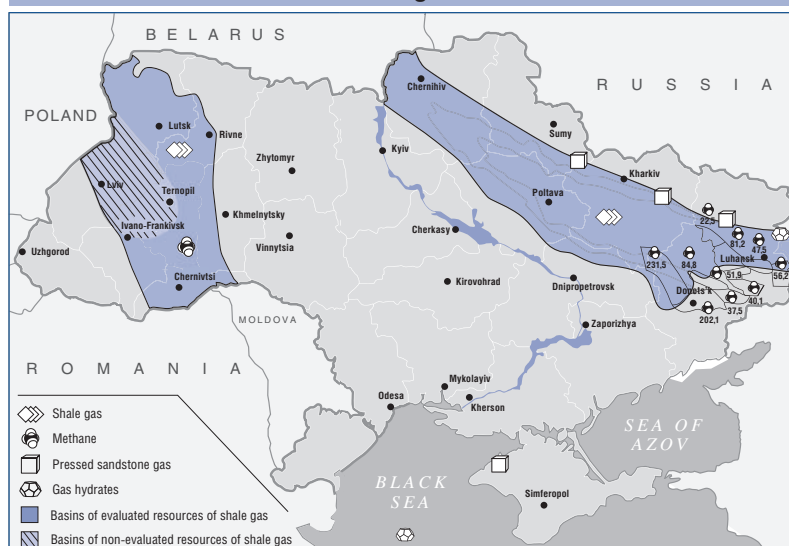 BELARUS
RUSSIA
POLAND
Chernihiv
Lutsk
Rivne
Sumy
Kyiv
Zhytomyr
Kharkiv
Lviv
Ternopil
Poltava
Khmelnytsky
22,5
Ivano-Frankivsk
Cherkasy
81,2
47,5
Uzhgorod
Vinnytsia
Luhansk
231,5
84,8
51,9
56,2
Chernivtsi
Kirovohrad
Dnipropetrovsk
Donets'k
40,1
37,5
202,1
MOLDOVA
Zaporizhya
ROMANIA
Mykolayiv
Odesa
Kherson
Shale gas
SEA OF
AZOV
Methane
Pressed sandstone gas
BLACK
SEA
Gas hydrates
Simferopol
Basins of evaluated resources of shale gas
Basins of non-evaluated resources of shale gas